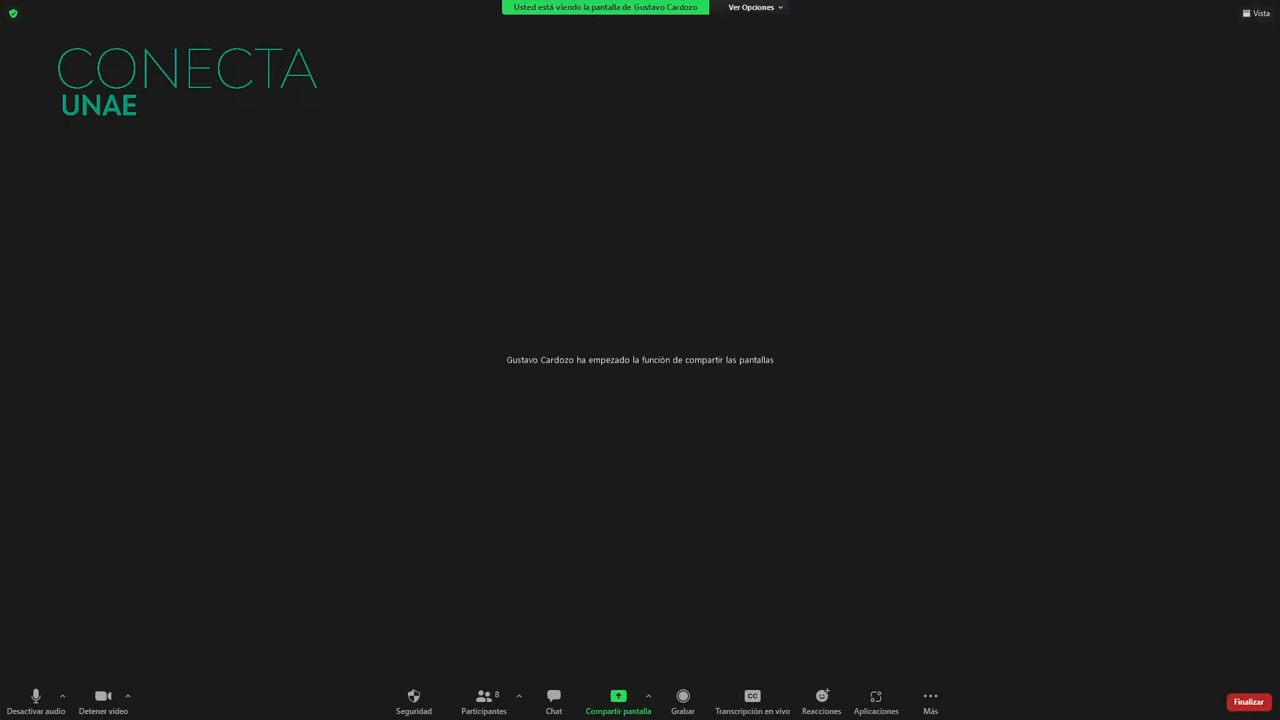 Usted está viendo la pantalla de Gustavo Cardozo
Ver Opciones
Vista
CONECTA
UNAE
Gustavo Cardozo ha empezado la función de compartir las pantallas
Desactivar audio
Detener video
Seguridad
Participantes
8
Chat
Compartir pantalla
Grabar
CC
Transcripción en vivo
Reacciones
Aplicaciones
Más
Finalizar